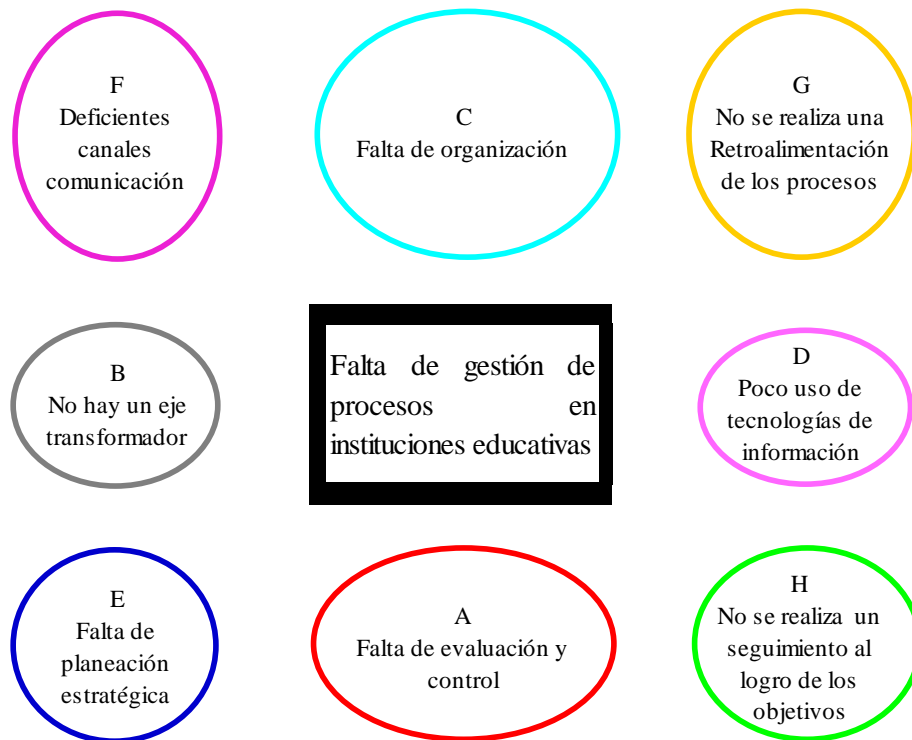 F
Deficientes
canales
comunicación
C
Falta de organización
G
No se realiza una
Retroalimentación
de los procesos
B
No hay un eje
transformador
Falta de gestión de
procesos en
instituciones educativas
D
Poco uso de
tecnologías de
información
E
Falta de
planeación
estratégica
A
Falta de evaluación y
control
H
No se realiza un
seguimiento al
logro de los
objetivos